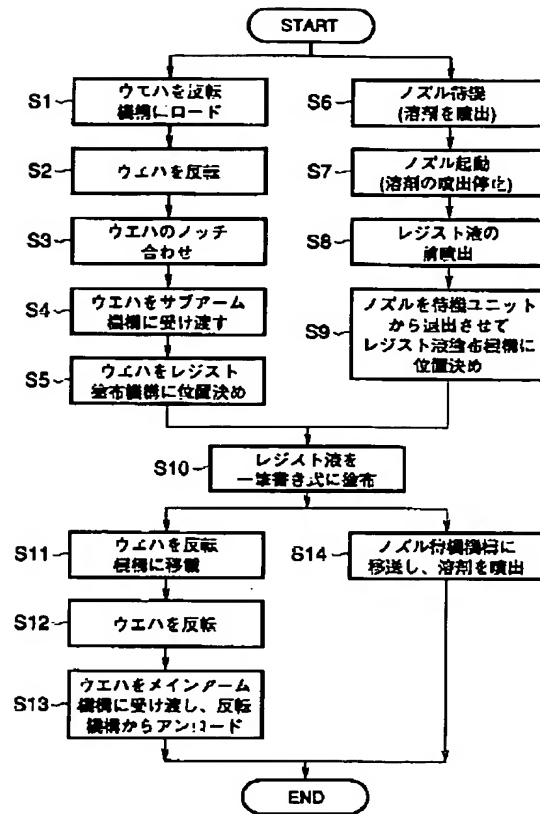 START
S1
ウエハを反転
機構にロード
S2
ウエハを反転
S3
ウエハのノッチ
合わせ
S4
ウエハをサブアーム
機構に受け渡す
S5
ウエハをレジスト
塗布機構に位置決め
S6
ノズル待機
(溶剤を噴出)
S7
ノズル起動
(溶剤の噴出停止)
S8
レジスト液の
前噴出
S9
ノズルを待機ユニット
から退出させて
レジスト液塗布機構に
位置決め
S10
レジスト液を
一筆書き式に塗布
S11
ウエハを反転
機構に移載
S12
ウエハを反転
S13
ウエハをメインアーム
機構に受け渡し、反転
機構からアンロード
S14
ノズル待機機構に
移送し、溶剤を噴出
END